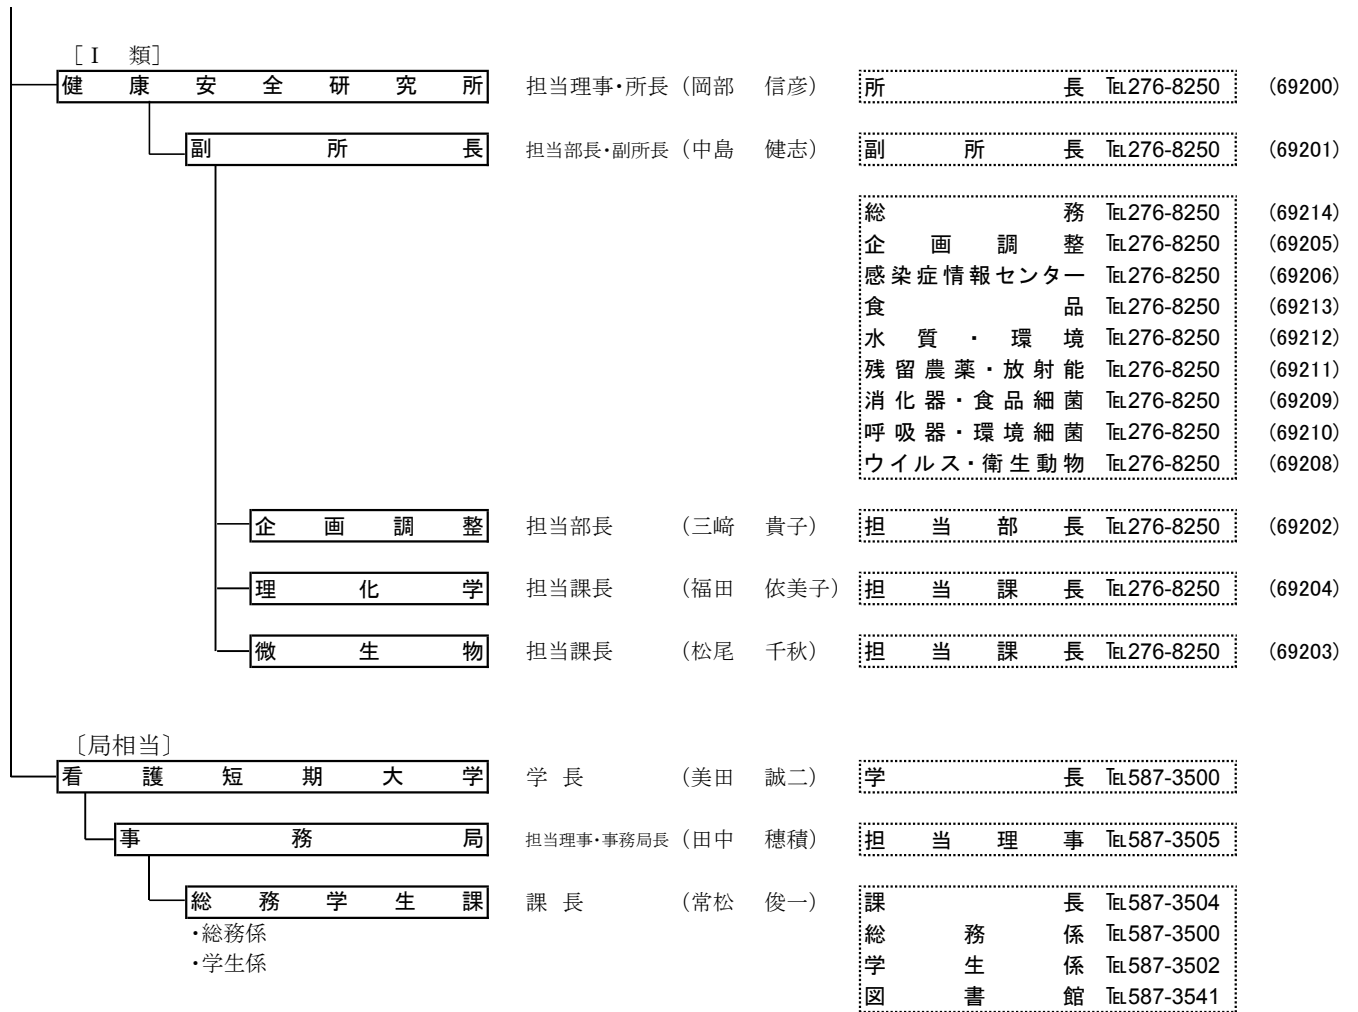 ［Ⅰ 類］
健康安全研究所 担当理事・所長（岡部 信彦） 所長 ℡276-8250 (69200)
副所長 担当部長・副所長（中島 健志） 副所長 ℡276-8250 (69201)
総務 ℡276-8250 (69214)
企画調整 ℡276-8250 (69205)
感染症情報センター ℡276-8250 (69206)
食品 ℡276-8250 (69213)
水質・環境 ℡276-8250 (69212)
残留農薬・放射能 ℡276-8250 (69211)
消化器・食品細菌 ℡276-8250 (69209)
呼吸器・環境細菌 ℡276-8250 (69210)
ウイルス・衛生動物 ℡276-8250 (69208)
企画調整 担当部長 （三﨑 貴子） 担当部長 ℡276-8250 (69202)
理化学 担当課長 （福田 依美子） 担当課長 ℡276-8250 (69204)
微生物 担当課長 （松尾 千秋） 担当課長 ℡276-8250 (69203)
〔局相当〕
看護短期大学 学長 （美田 誠二） 学長 ℡587-3500
事務局 担当理事・事務局長（田中 穂積） 担当理事 ℡587-3505
総務学生課 課長 （常松 俊一） 課長 ℡587-3504
・総務係 総務係 ℡587-3500
・学生係 学生係 ℡587-3502
図書館 ℡587-3541